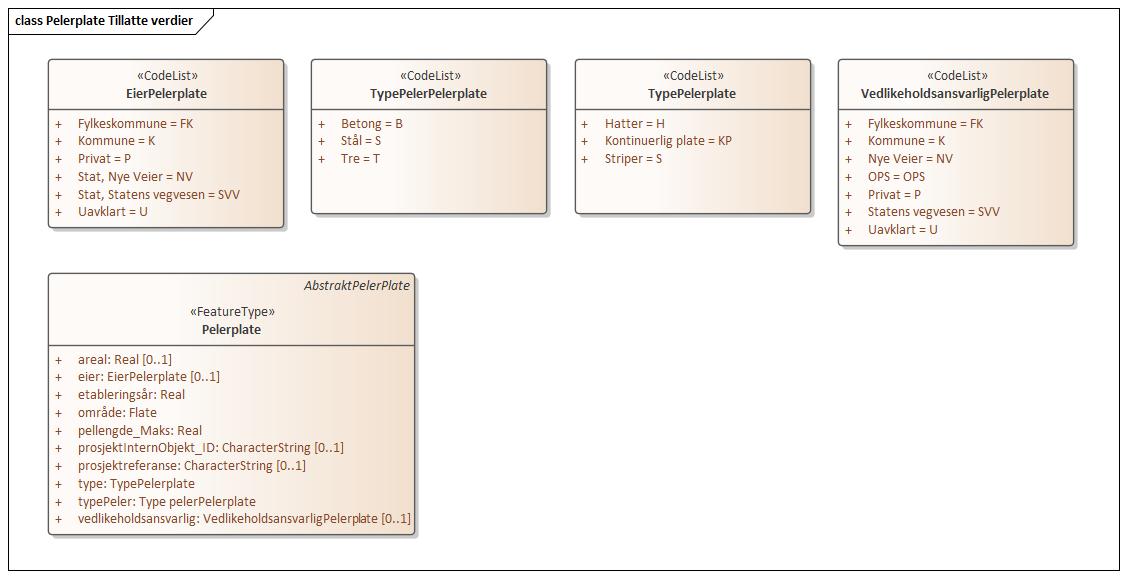 class Pelerplate Tillatte verdier
«CodeList»
EierPelerplate
+ Fylkeskommune = FK
+ Kommune = K
+ Privat = P
+ Stat, Nye Veier = NV
+ Stat, Statens vegvesen = SVV
+ Uavklart = U
«CodeList»
TypePelerPelerplate
+ Betong = B
+ Stål = S
+ Tre = T
«CodeList»
TypePelerplate
+ Hatter = H
+ Kontinuerlig plate = KP
+ Striper = S
«CodeList»
VedlikeholdsansvarligPelerplate
+ Fylkeskommune = FK
+ Kommune = K
+ Nye Veier = NV
+ OPS = OPS
+ Privat = P
+ Statens vegvesen = SVV
+ Uavklart = U
AbstraktPelerPlate
«FeatureType»
Pelerplate
+ areal: Real [0..1]
+ eier: EierPelerplate [0..1]
+ etableringsår: Real
+ område: Flate
+ pellengde_Maks: Real
+ prosjektInternObjekt_ID: CharacterString [0..1]
+ prosjektreferanse: CharacterString [0..1]
+ type: TypePelerplate
+ typePeler: Type pelerPelerplate
+ vedlikeholdsansvarlig: VedlikeholdsansvarligPelerplate [0..1]